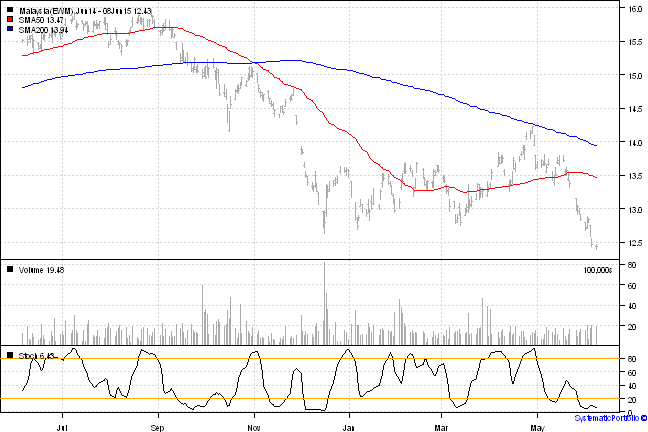 Malaysia(EWM) Jun14 - 08Jun15 12.43
SMA50 13.47
SMA200 13.94
16.0
15.5
15.0
14.5
14.0
13.5
13.0
12.5
Volume 19.48
100,000s
80
60
40
20
Stoch 6.43
80
60
40
20
0
Jul
Sep
Nov
Jan
Mar
May
SystematicPortfolio ©